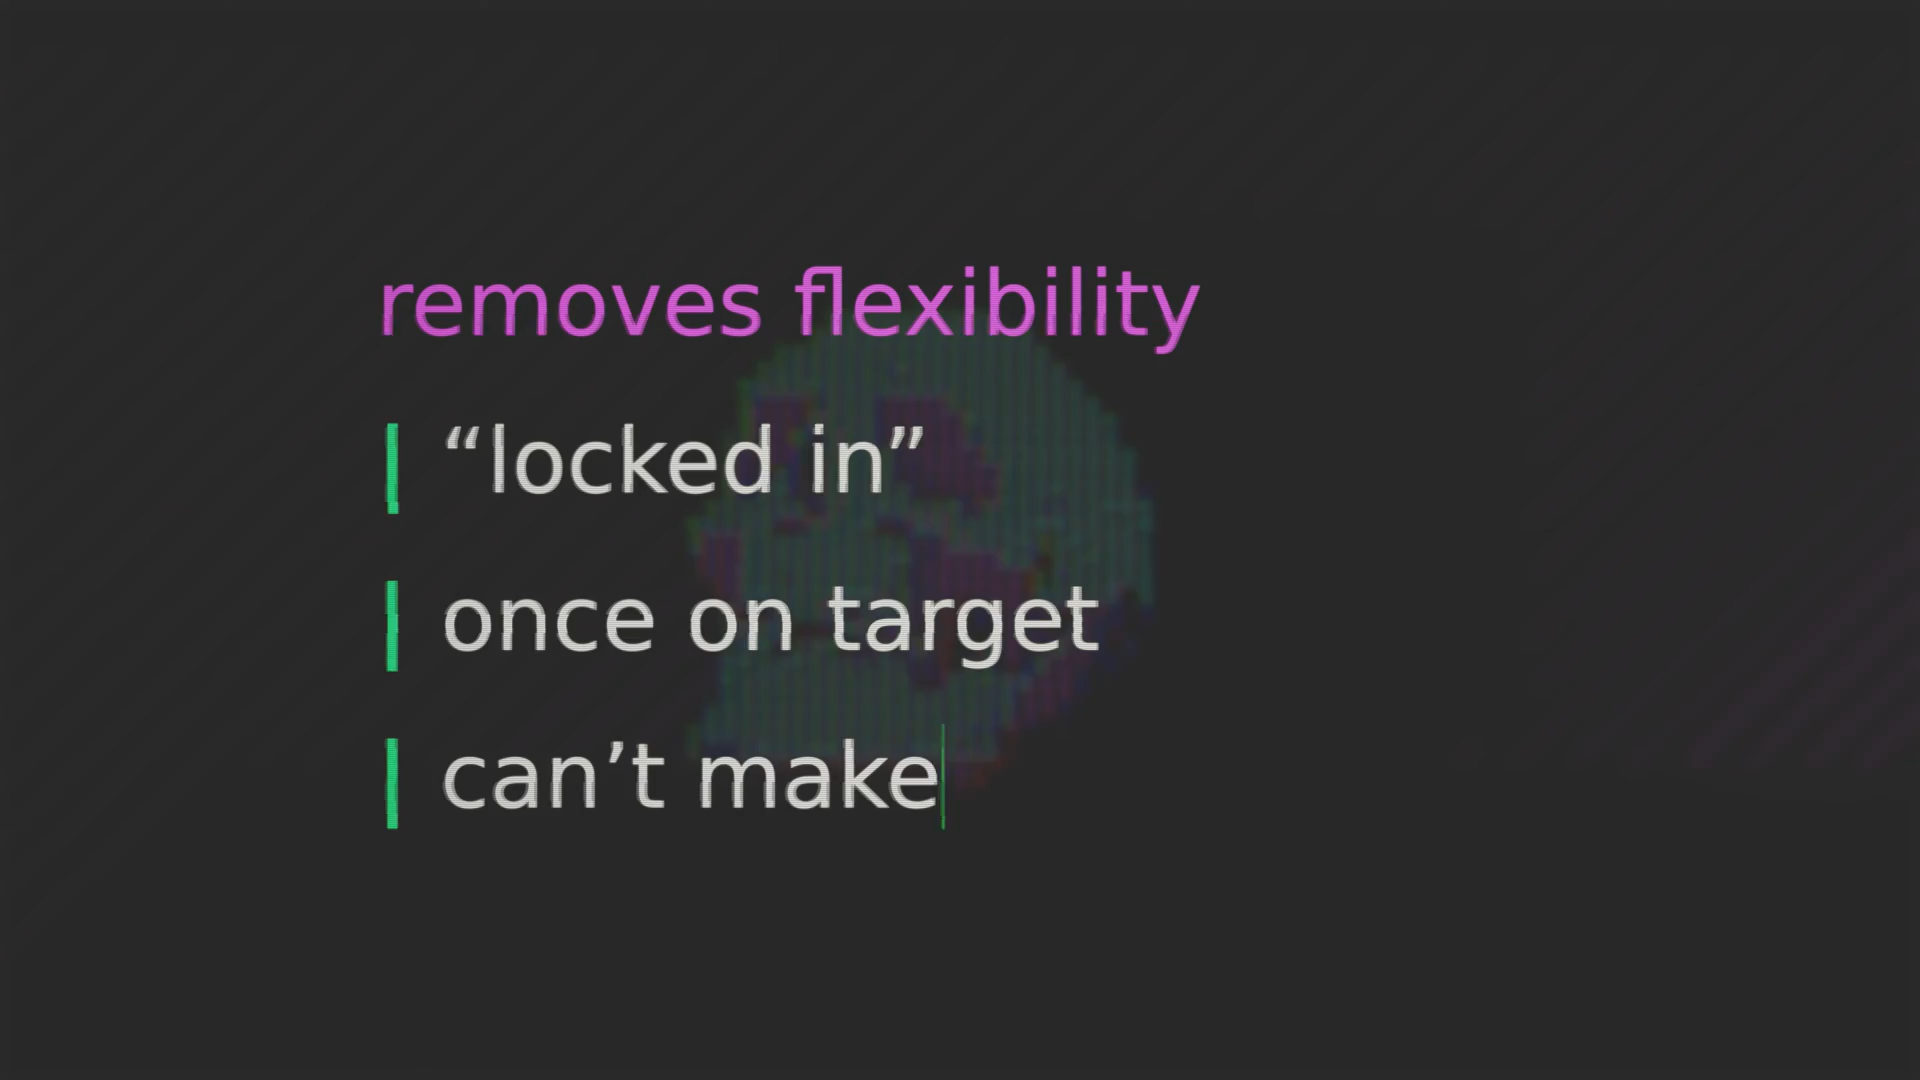 removes flexibility
“locked in”
once on target
can’t make